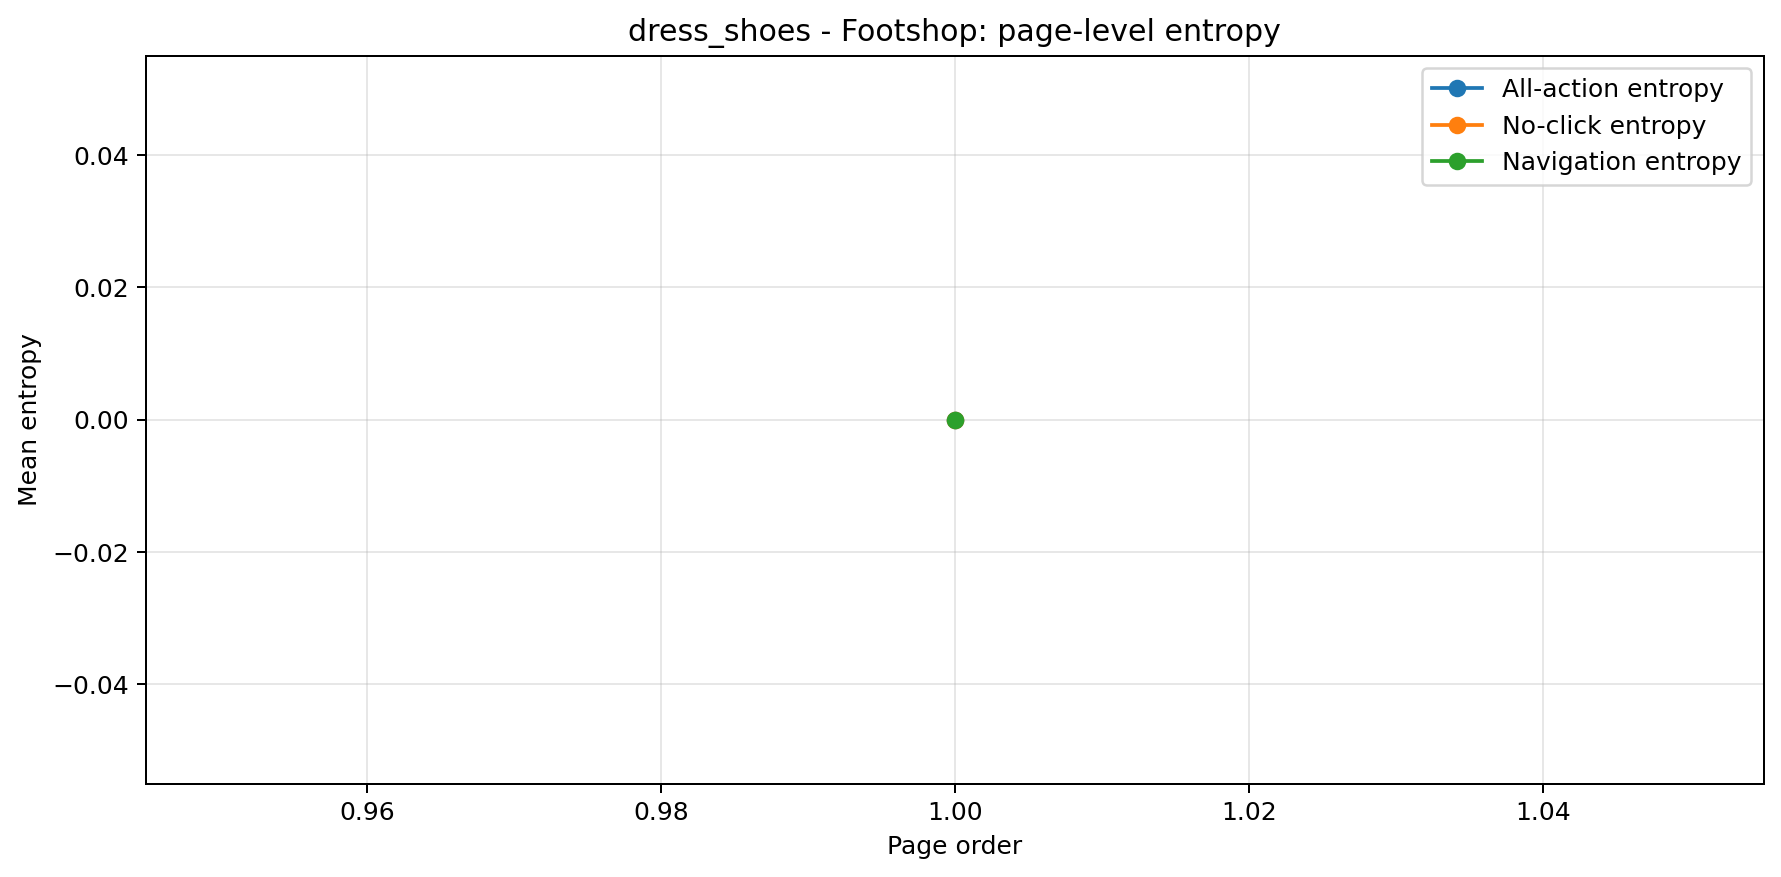 dress_shoes - Footshop: page-level entropy
All-action entropy
No-click entropy
Navigation entropy
Mean entropy
0.04
0.02
0.00
−0.02
−0.04
0.96 0.98 1.00 1.02 1.04
Page order